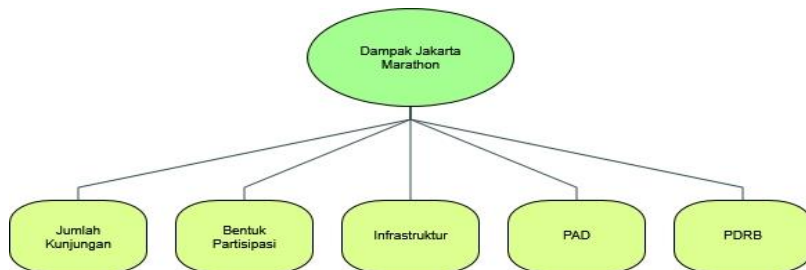 Dampak Jakarta
Marathon
Jumlah
Kunjungan
Bentuk
Partisipasi
Infrastruktur
PAD
PDRB